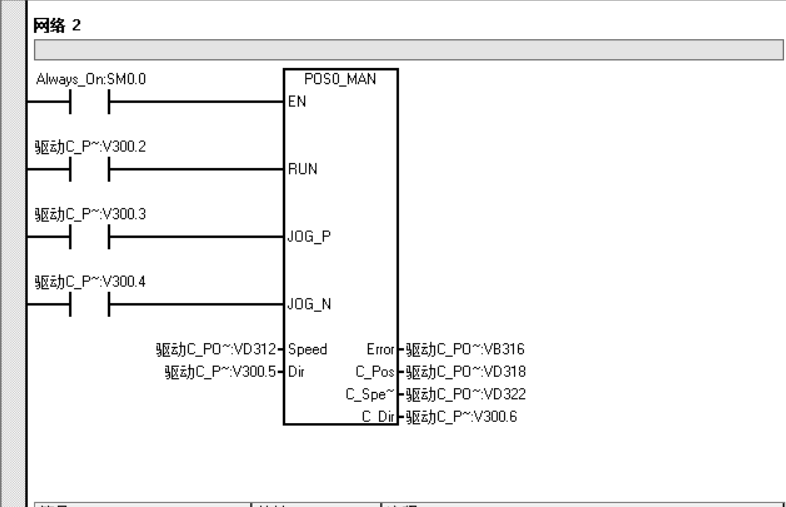 网络 2
Always_On:SM0.0
POS0_MAN
EN
驱动C_P~:V300.2
RUN
驱动C_P~:V300.3
JOG_P
驱动C_P~:V300.4
JOG_N
驱动C_PO~:VD312 Speed Error 驱动C_PO~:VB316
驱动C_P~:V300.5 Dir C_Pos 驱动C_PO~:VD318
C_Spe~ 驱动C_PO~:VD322
C_Dir 驱动C_P~:V300.6